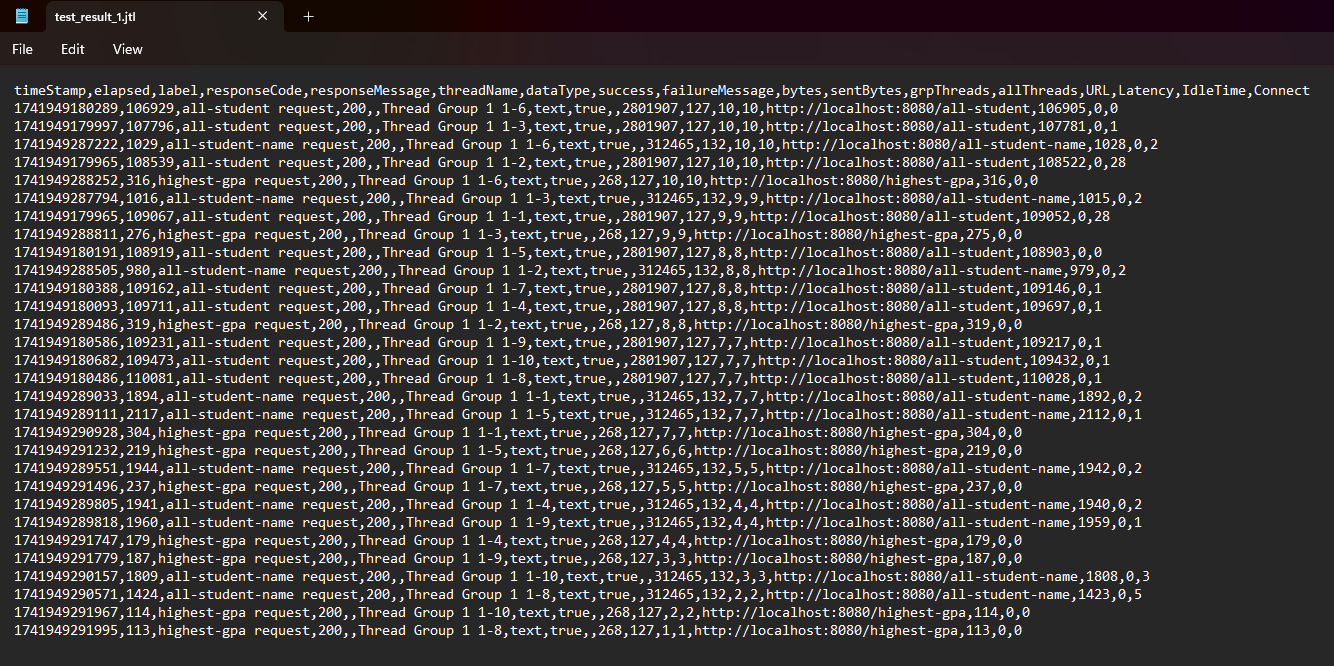 test_result_1.jtl
File Edit View
timeStamp,elapsed,label,responseCode,responseMessage,threadName,dataType,success,failureMessage,bytes,sentBytes,grpThreads,allThreads,URL,Latency,IdleTime,Connect
1741949180289,106929,all-student request,200,,Thread Group 1 1-6,text,true,,2801907,127,10,10,http://localhost:8080/all-student,106905,0,0
1741949179997,107796,all-student request,200,,Thread Group 1 1-3,text,true,,2801907,127,10,10,http://localhost:8080/all-student,107781,0,1
1741949287222,1029,all-student-name request,200,,Thread Group 1 1-6,text,true,,312465,132,10,10,http://localhost:8080/all-student-name,1028,0,2
1741949179965,108539,all-student request,200,,Thread Group 1 1-2,text,true,,2801907,127,10,10,http://localhost:8080/all-student,108522,0,28
1741949288252,316,highest-gpa request,200,,Thread Group 1 1-6,text,true,,268,127,10,10,http://localhost:8080/highest-gpa,316,0,0
1741949287794,1016,all-student-name request,200,,Thread Group 1 1-3,text,true,,312465,132,9,9,http://localhost:8080/all-student-name,1015,0,2
1741949179965,109067,all-student request,200,,Thread Group 1 1-1,text,true,,2801907,127,9,9,http://localhost:8080/all-student,109052,0,28
1741949288811,276,highest-gpa request,200,,Thread Group 1 1-3,text,true,,268,127,9,9,http://localhost:8080/highest-gpa,275,0,0
1741949180191,108919,all-student request,200,,Thread Group 1 1-5,text,true,,2801907,127,8,8,http://localhost:8080/all-student,108903,0,0
1741949288505,980,all-student-name request,200,,Thread Group 1 1-2,text,true,,312465,132,8,8,http://localhost:8080/all-student-name,979,0,2
1741949180388,109162,all-student request,200,,Thread Group 1 1-7,text,true,,2801907,127,8,8,http://localhost:8080/all-student,109146,0,1
1741949180093,109711,all-student request,200,,Thread Group 1 1-4,text,true,,2801907,127,8,8,http://localhost:8080/all-student,109697,0,1
1741949289486,319,highest-gpa request,200,,Thread Group 1 1-2,text,true,,268,127,8,8,http://localhost:8080/highest-gpa,319,0,0
1741949180586,109231,all-student request,200,,Thread Group 1 1-9,text,true,,2801907,127,7,7,http://localhost:8080/all-student,109217,0,1
1741949180682,109473,all-student request,200,,Thread Group 1 1-10,text,true,,2801907,127,7,7,http://localhost:8080/all-student,109432,0,1
1741949180486,110081,all-student request,200,,Thread Group 1 1-8,text,true,,2801907,127,7,7,http://localhost:8080/all-student,110028,0,1
1741949289033,1894,all-student-name request,200,,Thread Group 1 1-1,text,true,,312465,132,7,7,http://localhost:8080/all-student-name,1892,0,2
1741949289111,2117,all-student-name request,200,,Thread Group 1 1-5,text,true,,312465,132,7,7,http://localhost:8080/all-student-name,2112,0,1
1741949290928,304,highest-gpa request,200,,Thread Group 1 1-1,text,true,,268,127,7,7,http://localhost:8080/highest-gpa,304,0,0
1741949291232,219,highest-gpa request,200,,Thread Group 1 1-5,text,true,,268,127,6,6,http://localhost:8080/highest-gpa,219,0,0
1741949289551,1944,all-student-name request,200,,Thread Group 1 1-7,text,true,,312465,132,5,5,http://localhost:8080/all-student-name,1942,0,2
1741949291496,237,highest-gpa request,200,,Thread Group 1 1-7,text,true,,268,127,5,5,http://localhost:8080/highest-gpa,237,0,0
1741949289805,1941,all-student-name request,200,,Thread Group 1 1-4,text,true,,312465,132,4,4,http://localhost:8080/all-student-name,1940,0,2
1741949289818,1960,all-student-name request,200,,Thread Group 1 1-9,text,true,,312465,132,4,4,http://localhost:8080/all-student-name,1959,0,1
1741949291747,179,highest-gpa request,200,,Thread Group 1 1-4,text,true,,268,127,4,4,http://localhost:8080/highest-gpa,179,0,0
1741949291779,187,highest-gpa request,200,,Thread Group 1 1-9,text,true,,268,127,3,3,http://localhost:8080/highest-gpa,187,0,0
1741949290157,1809,all-student-name request,200,,Thread Group 1 1-10,text,true,,312465,132,3,3,http://localhost:8080/all-student-name,1808,0,3
1741949290571,1424,all-student-name request,200,,Thread Group 1 1-8,text,true,,312465,132,2,2,http://localhost:8080/all-student-name,1423,0,5
1741949291967,114,highest-gpa request,200,,Thread Group 1 1-10,text,true,,268,127,2,2,http://localhost:8080/highest-gpa,114,0,0
1741949291995,113,highest-gpa request,200,,Thread Group 1 1-8,text,true,,268,127,1,1,http://localhost:8080/highest-gpa,113,0,0